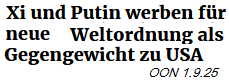 Xi und Putin werben für
neue Weltordnung als
Gegengewicht zu USA
OON 1.9.25